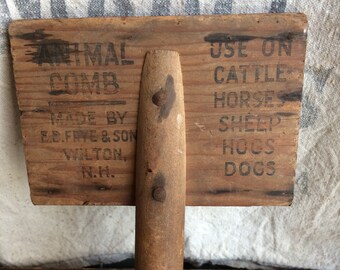 ANIMAL
COMB
MADE BY
E.B. FRYE & SON
WILTON,
N.H.
USE ON
CATTLE
HORSES
SHEEP
HOGS
DOGS